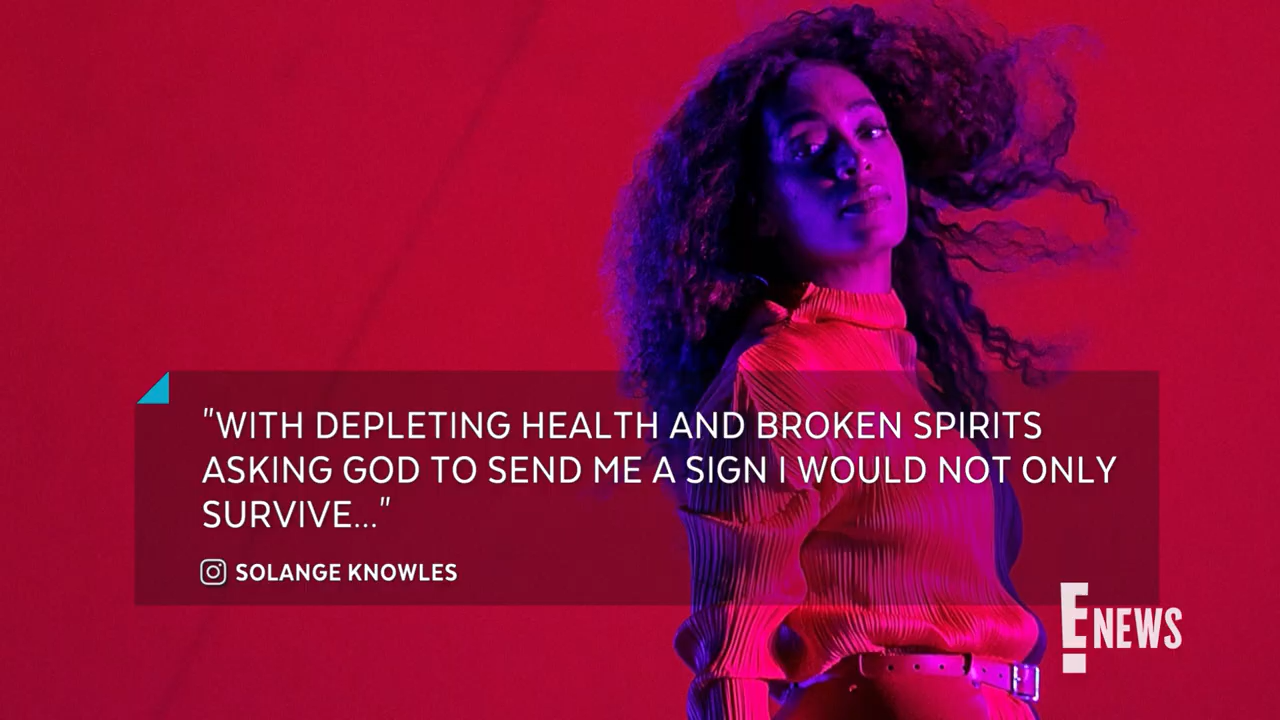 "WITH DEPLETING HEALTH AND BROKEN SPIRITS
ASKING GOD TO SEND ME A SIGN I WOULD NOT ONLY
SURVIVE..."
SOLANGE KNOWLES
E NEWS